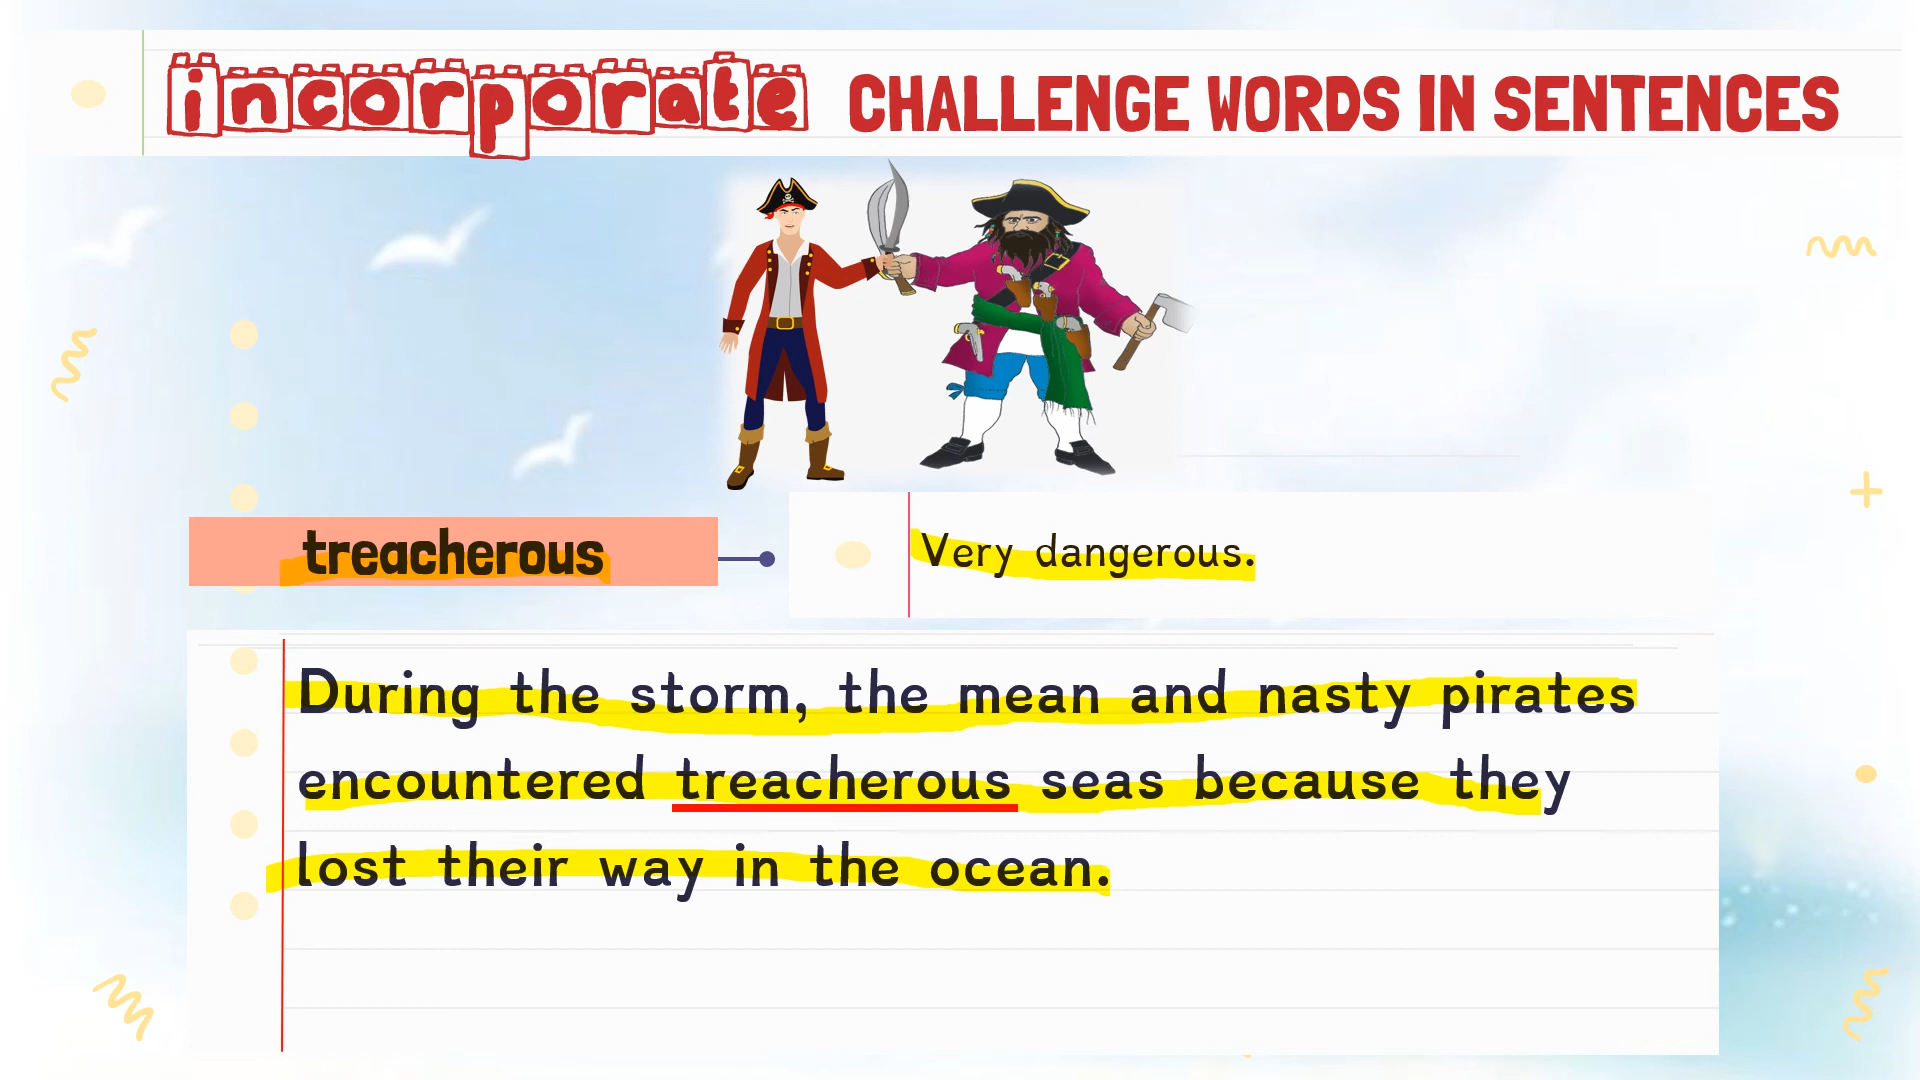 incorporate CHALLENGE WORDS IN SENTENCES
treacherous
Very dangerous.
During the storm, the mean and nasty pirates
encountered treacherous seas because they
lost their way in the ocean.